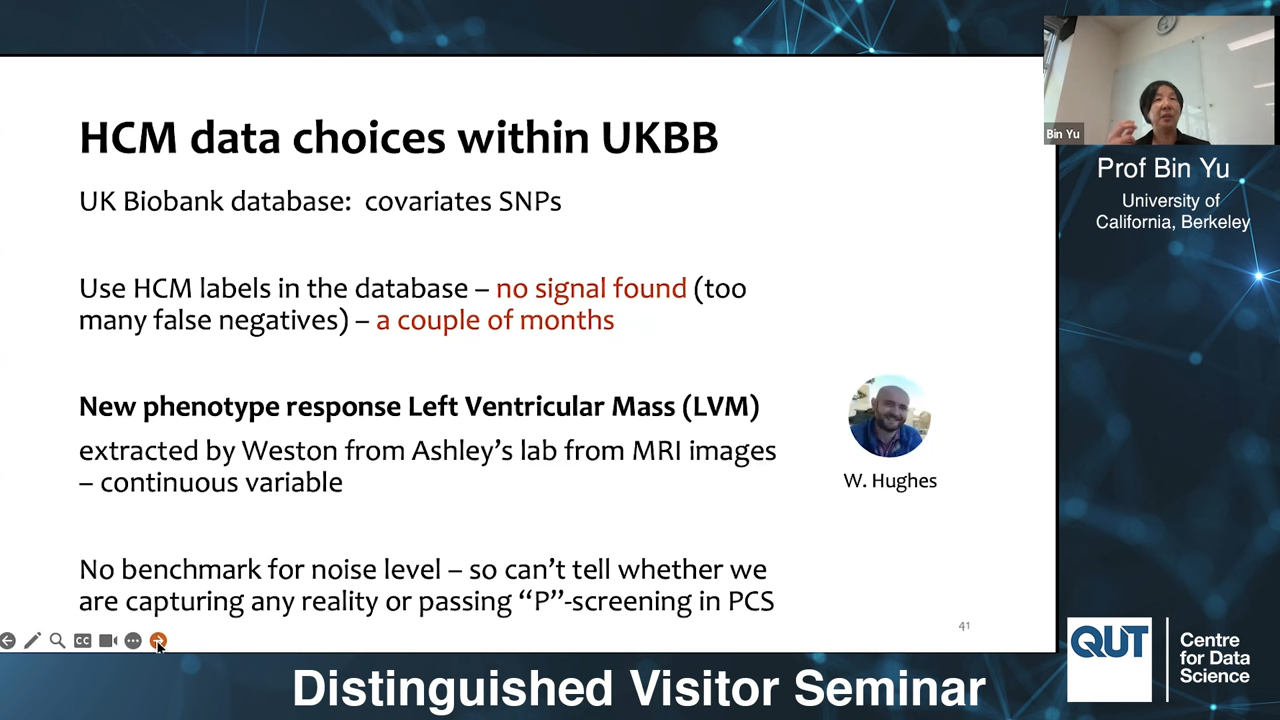 HCM data choices within UKBB
UK Biobank database: covariates SNPs
Use HCM labels in the database – no signal found (too
many false negatives) – a couple of months
New phenotype response Left Ventricular Mass (LVM)
extracted by Weston from Ashley's lab from MRI images
– continuous variable
W. Hughes
No benchmark for noise level – so can't tell whether we
are capturing any reality or passing “P”-screening in PCS
41
CC
Bin Yu
Prof Bin Yu
University of
California, Berkeley
QUT
Centre
for Data
Science
Distinguished Visitor Seminar